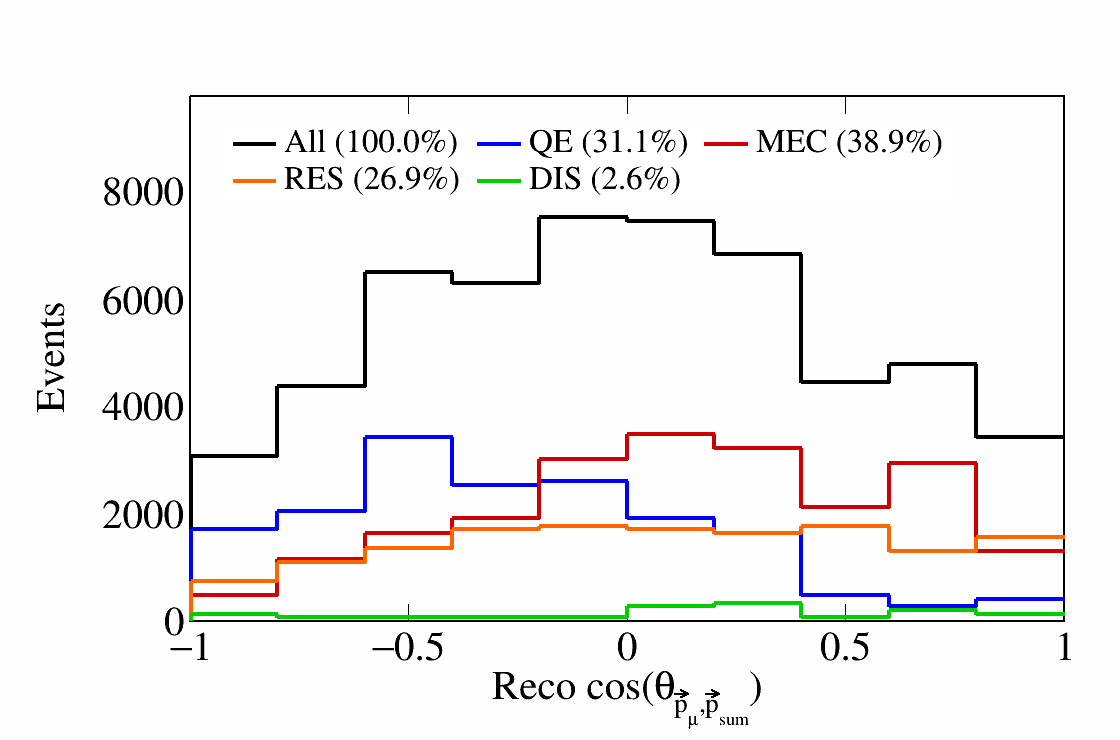 All (100.0%) QE (31.1%) MEC (38.9%)
RES (26.9%) DIS (2.6%)
8000
6000
4000
2000
0
Events
−1 −0.5 0 0.5 1
Reco cos(θ p⃗μ,p⃗sum)